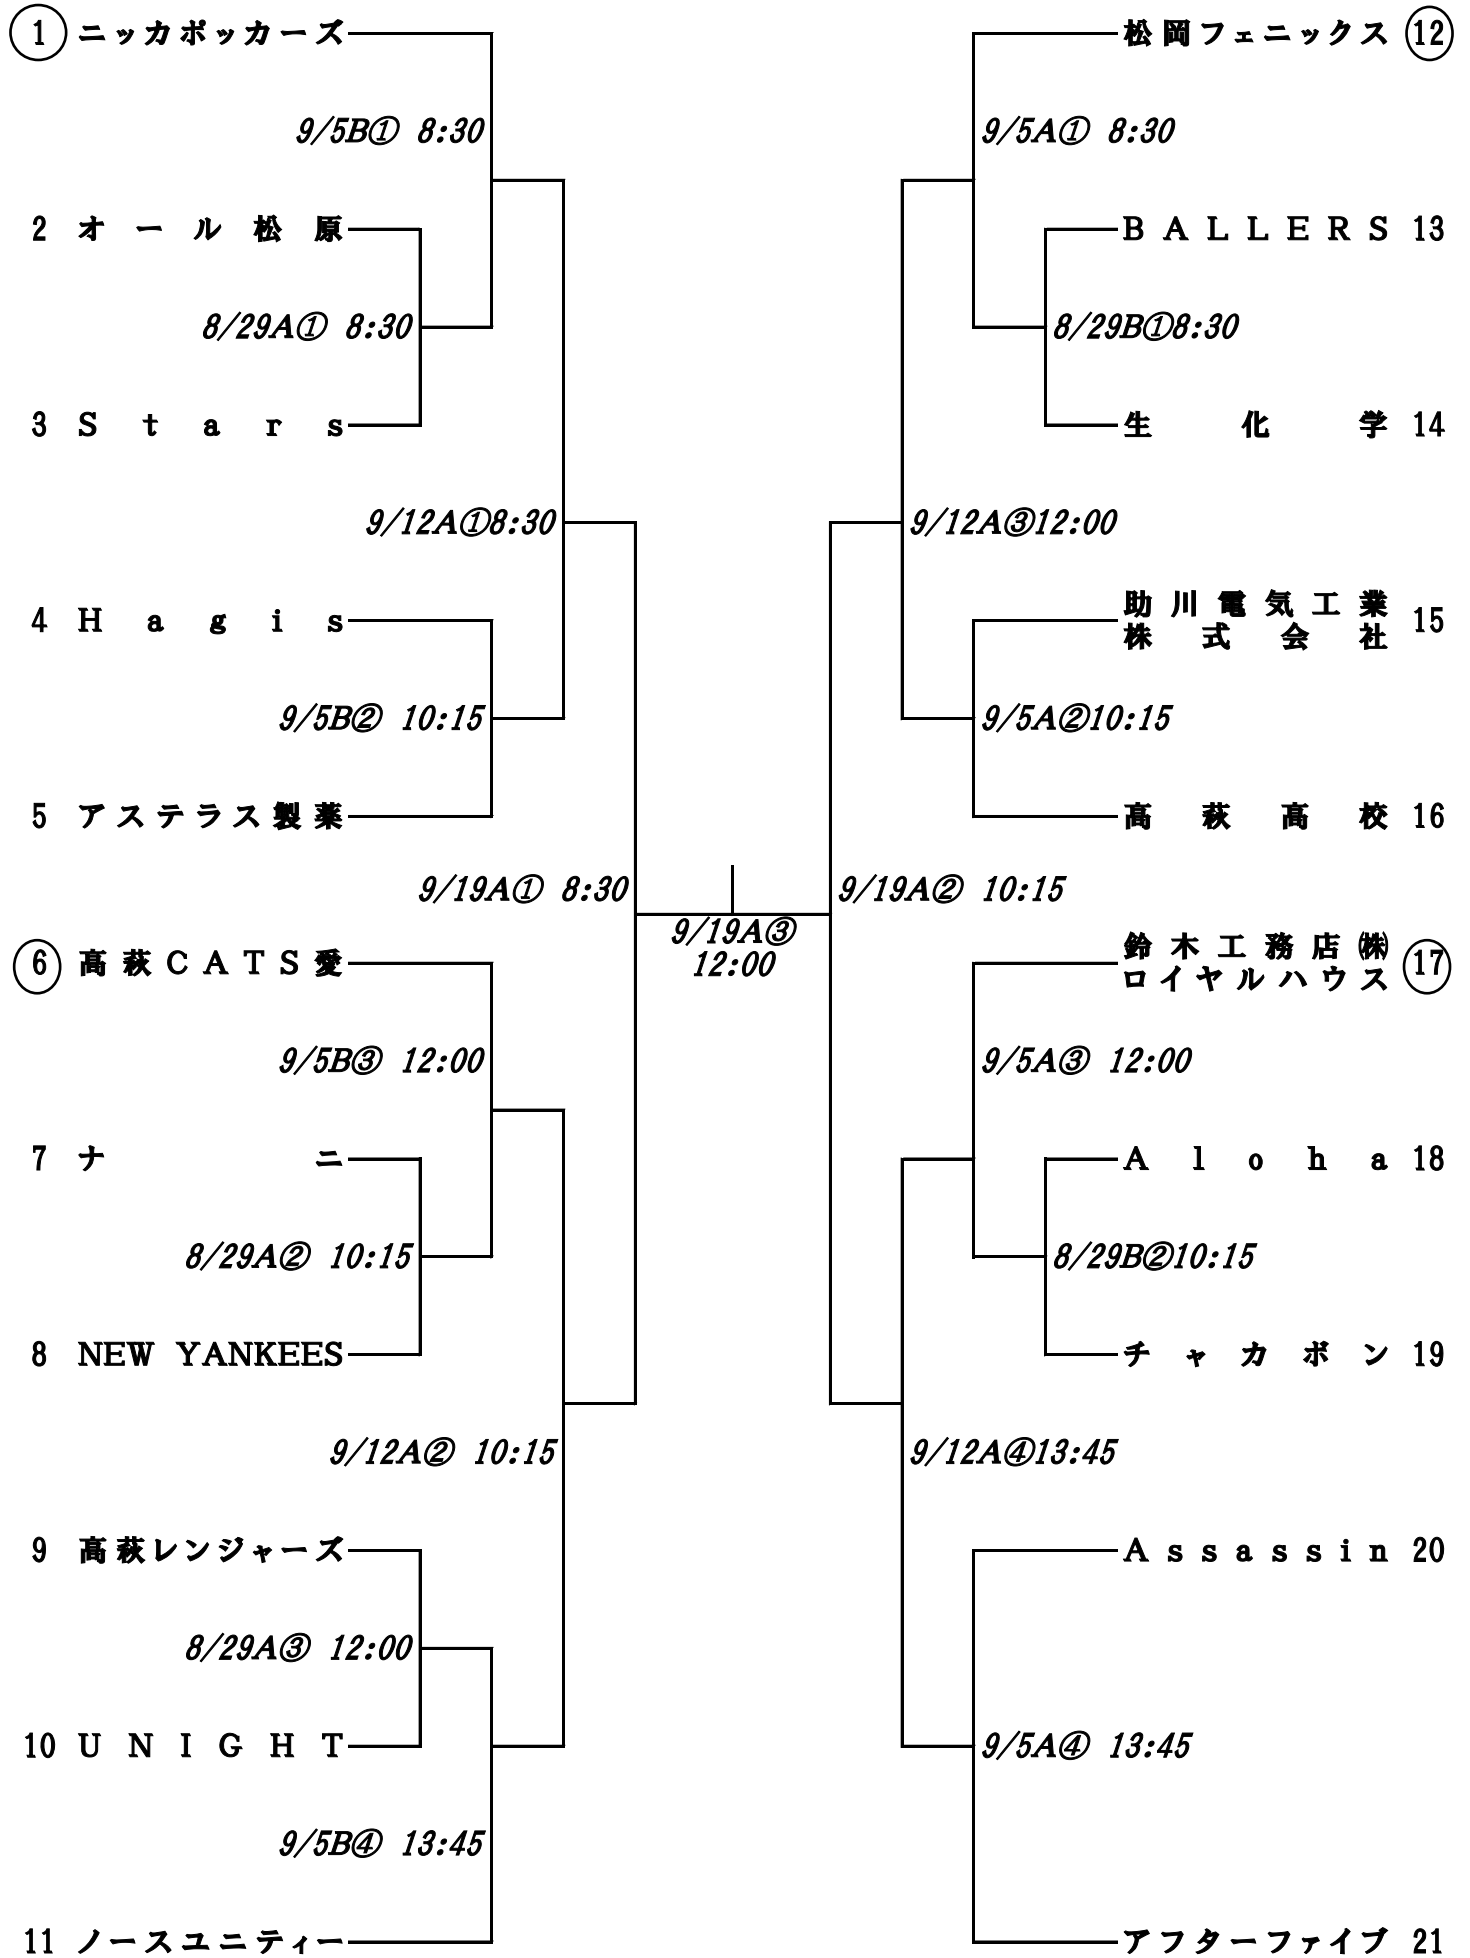 1 ニッカポッカーズ
9/5B① 8:30
2 オール松原
8/29A① 8:30
3 Stars
9/12A①8:30
4 Hagis
9/5B② 10:15
5 アステラス製薬
9/19A① 8:30
6 高萩CATS愛
9/5B③ 12:00
7 ナニ
8/29A② 10:15
8 NEW YANKEES
9/12A② 10:15
9 高萩レンジャーズ
8/29A③ 12:00
10 UNIGHT
9/5B④ 13:45
11 ノースユニティー
9/19A③
12:00
松岡フェニックス 12
9/5A① 8:30
BALLERS 13
8/29B①8:30
生化学 14
9/12A③12:00
助川電気工業
株式会社 15
9/5A②10:15
高萩高校 16
9/19A② 10:15
鈴木工務店㈱
ロイヤルハウス 17
9/5A③ 12:00
Aloha 18
8/29B②10:15
チャカボン 19
9/12A④13:45
Assassin 20
9/5A④ 13:45
アフターファイブ 21